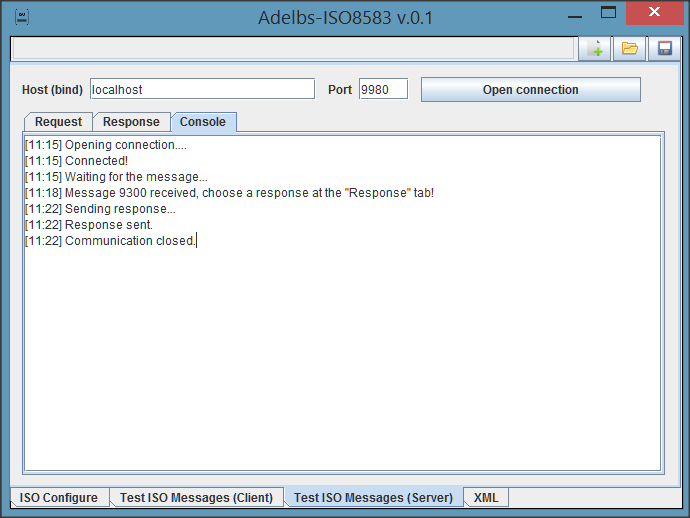 Adelbs-ISO8583 v.0.1
Host (bind) localhost Port 9980 Open connection
Request Response Console
[11:15] Opening connection....
[11:15] Connected!
[11:15] Waiting for the message...
[11:18] Message 9300 received, choose a response at the "Response" tab!
[11:22] Sending response...
[11:22] Response sent.
[11:22] Communication closed.
ISO Configure Test ISO Messages (Client) Test ISO Messages (Server) XML